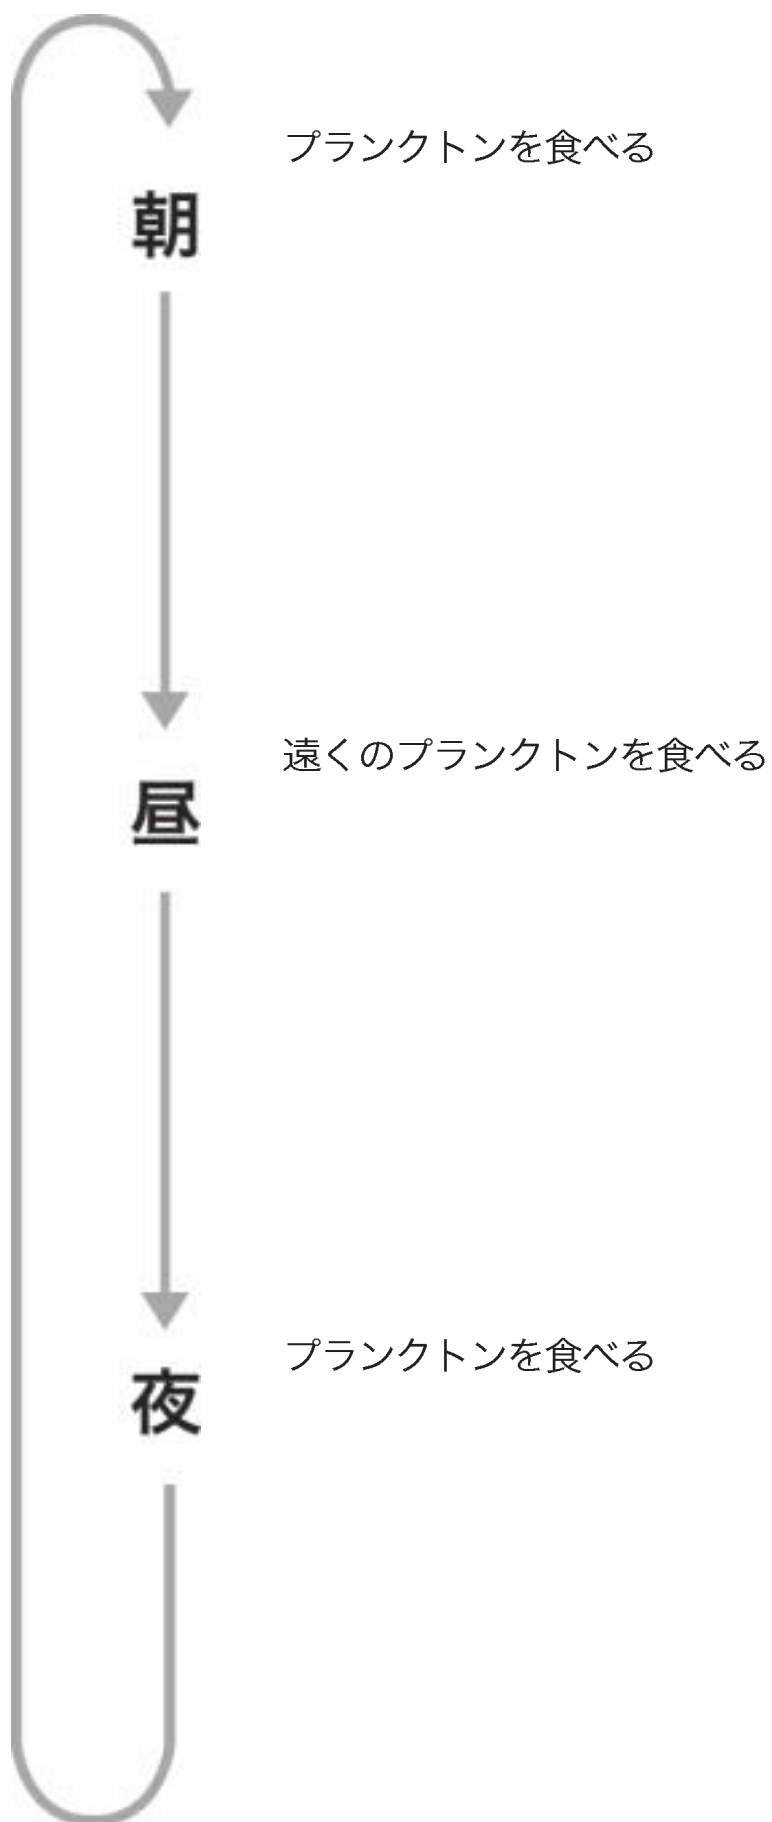 プランクトンを食べる
朝
遠くのプランクトンを食べる
昼
プランクトンを食べる
夜